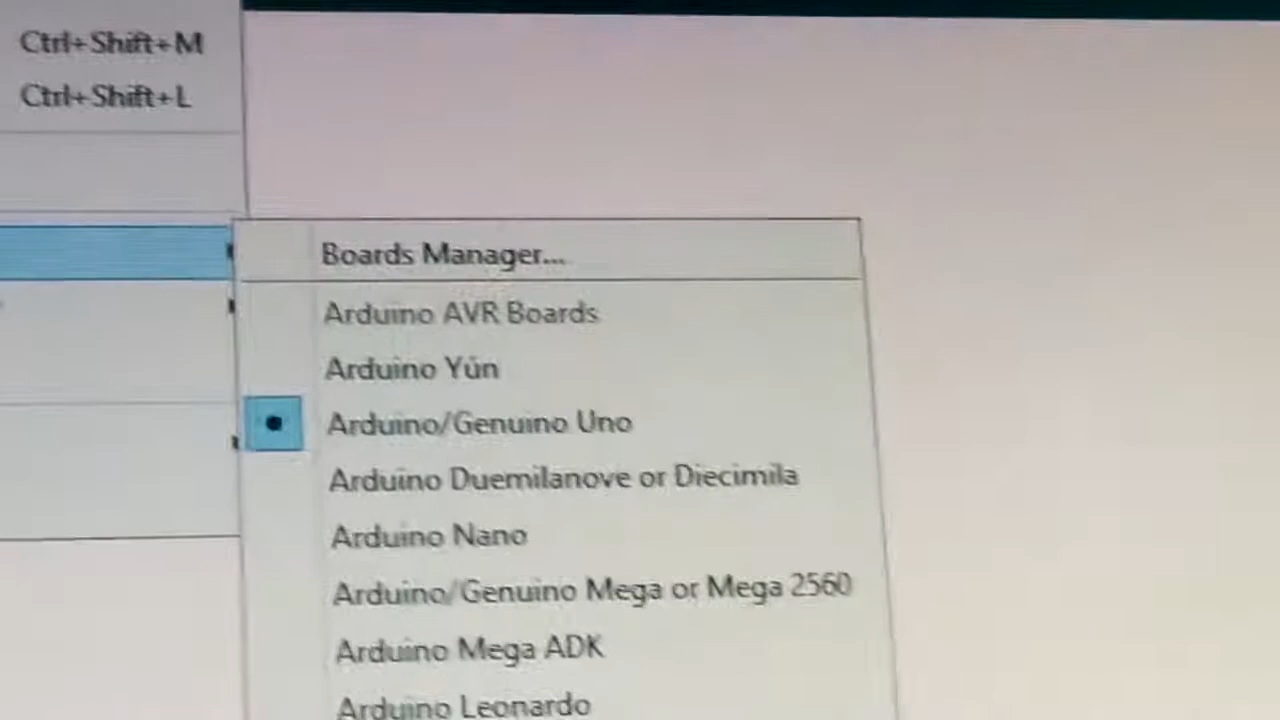 Ctrl+Shift+M
Ctrl+Shift+L
Boards Manager...
Arduino AVR Boards
Arduino Yún
Arduino/Genuino Uno
Arduino Duemilanove or Diecimila
Arduino Nano
Arduino/Genuino Mega or Mega 2560
Arduino Mega ADK
Arduino Leonardo